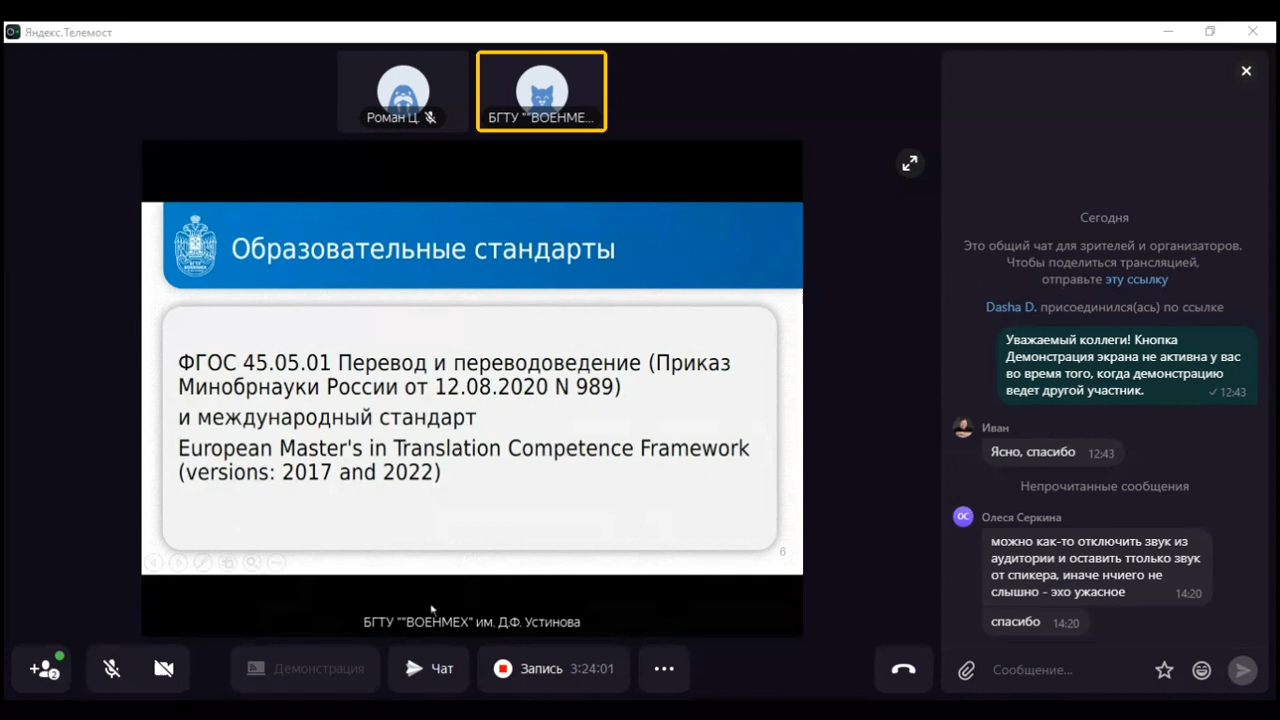 Яндекс.Телемост
Роман Ц.
БГТУ ""ВОЕНМЕ...
Образовательные стандарты
ФГОС 45.05.01 Перевод и переводоведение (Приказ
Минобрнауки России от 12.08.2020 N 989)
и международный стандарт
European Master's in Translation Competence Framework
(versions: 2017 and 2022)
6
БГТУ ""ВОЕНМЕХ" им. Д.Ф. Устинова
2
Демонстрация
Чат
Запись 3:24:01
Сегодня
Это общий чат для зрителей и организаторов.
Чтобы поделиться трансляцией,
отправьте эту ссылку
Dasha D. присоединился(ась) по ссылке
Уважаемый коллеги! Кнопка
Демонстрация экрана не активна у вас
во время того, когда демонстрацию
ведет другой участник.
12:43
Иван
Ясно, спасибо 12:43
Непрочитанные сообщения
ОС Олеся Серкина
можно как-то отключить звук из
аудитории и оставить ттолько звук
от спикера, иначе нчиего не
слышно - эхо ужасное 14:20
спасибо 14:20
Сообщение...